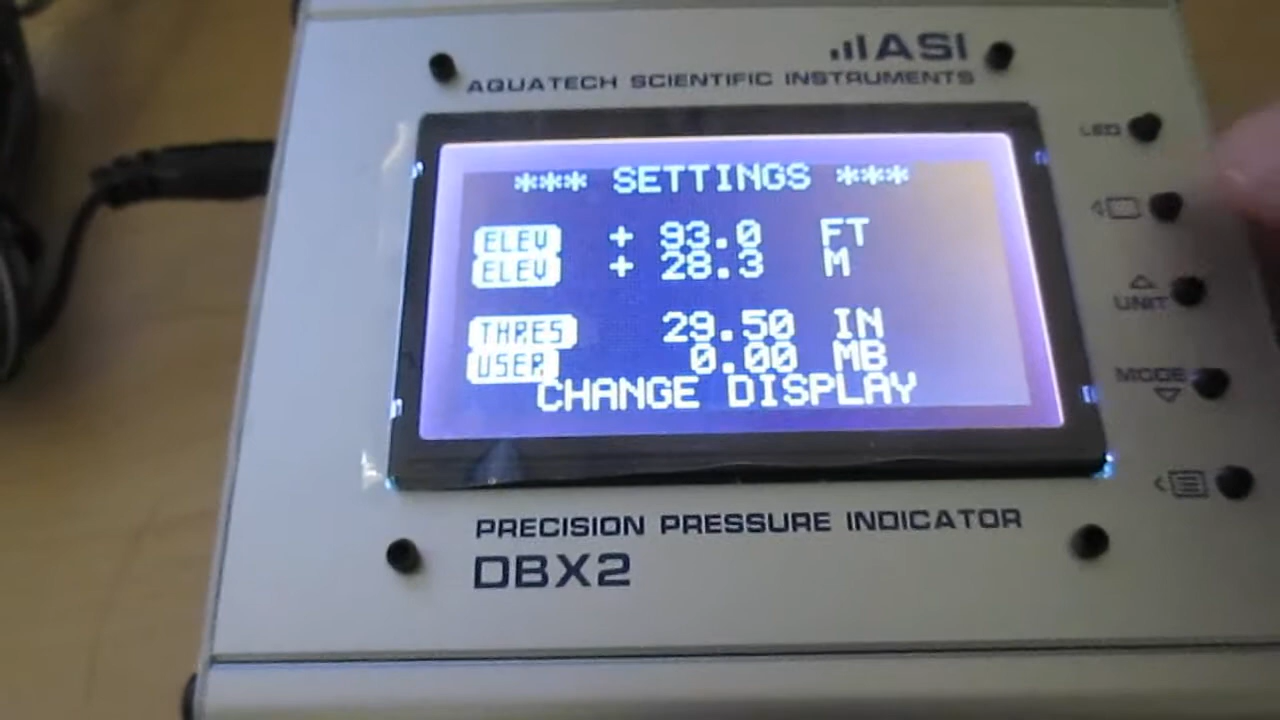 ASI
AQUATECH SCIENTIFIC INSTRUMENTS
LED
*** SETTINGS ***
ELEV + 93.0 FT
ELEV + 28.3 M
UNIT
THRES 29.50 IN
USER 0.00 MB
MODE
CHANGE DISPLAY
PRECISION PRESSURE INDICATOR
DBX2